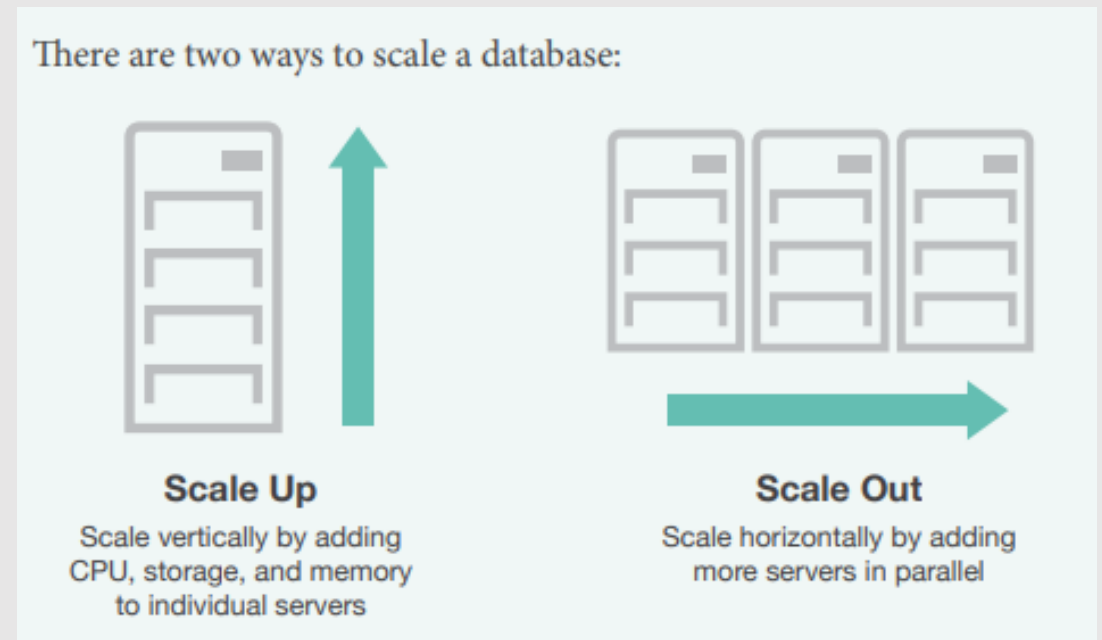 There are two ways to scale a database:
Scale Up
Scale vertically by adding
CPU, storage, and memory
to individual servers
Scale Out
Scale horizontally by adding
more servers in parallel